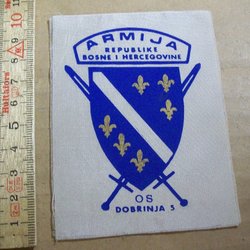 ARMIJA
REPUBLIKE
BOSNE I HERCEGOVINE
OS
DOBRINJA 5